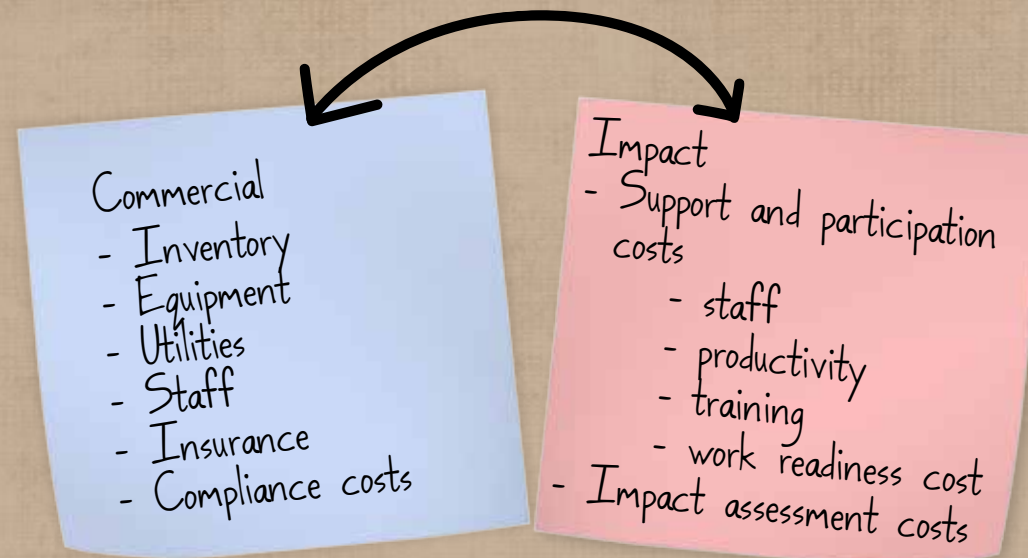 Commercial
- Inventory
- Equipment
- Utilities
- Staff
- Insurance
- Compliance costs
Impact
- Support and participation
costs
- staff
- productivity
- training
- work readiness cost
- Impact assessment costs